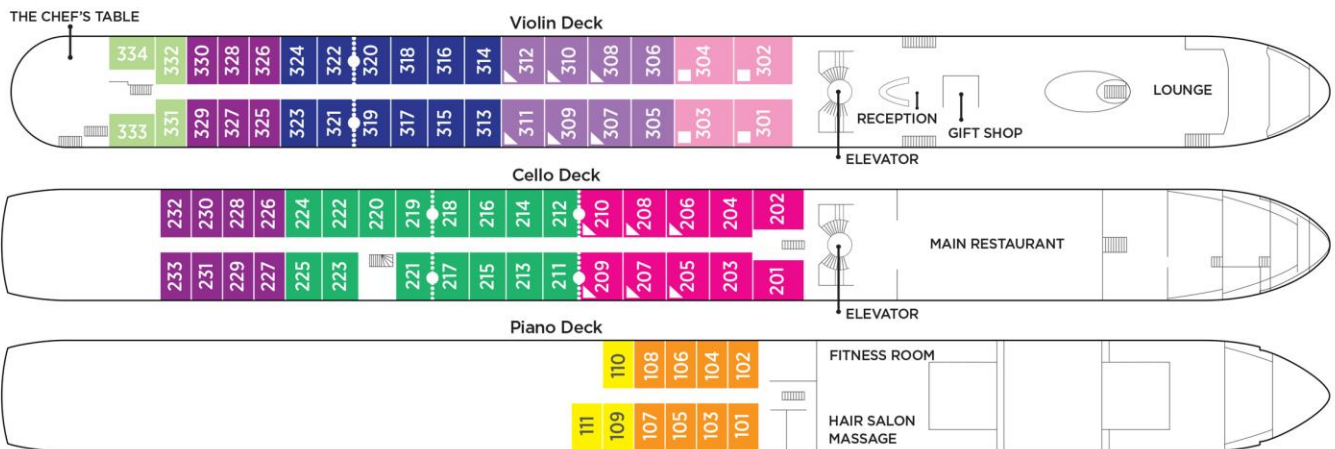 THE CHEF'S TABLE
Violin Deck
334 332 330 328 326 324 322 320 318 316 314 312 310 308 306 304 302
333 331 329 327 325 323 321 319 317 315 313 311 309 307 305 303 301
LOUNGE
RECEPTION
GIFT SHOP
ELEVATOR
Cello Deck
232 230 228 226 224 222 220 219 218 216 214 212 210 208 206 204 202
233 231 229 227 225 223 221 217 215 213 211 209 207 205 203 201
MAIN RESTAURANT
ELEVATOR
Piano Deck
110 108 106 104 102
111 109 107 105 103 101
FITNESS ROOM
HAIR SALON
MASSAGE